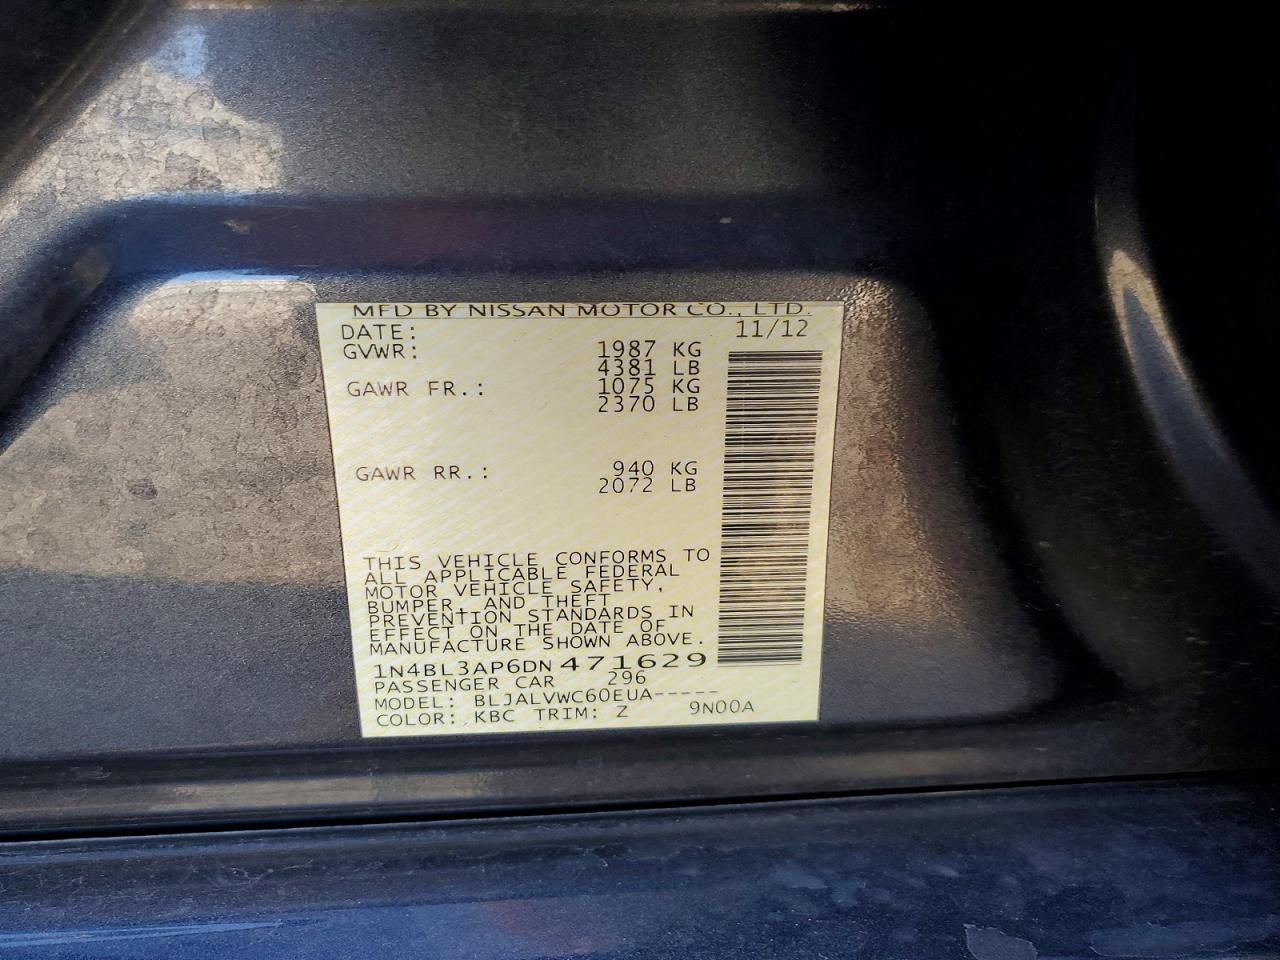 MFD BY NISSAN MOTOR CO., LTD.
DATE: 11/12
GVWR: 1987 KG
4381 LB
GAWR FR.: 1075 KG
2370 LB
GAWR RR.: 940 KG
2072 LB
THIS VEHICLE CONFORMS TO
ALL APPLICABLE FEDERAL
MOTOR VEHICLE SAFETY,
BUMPER, AND THEFT
PREVENTION STANDARDS IN
EFFECT ON THE DATE OF
MANUFACTURE SHOWN ABOVE.
1N4BL3AP6DN471629
PASSENGER CAR 296
MODEL: BLJALVWC60EUA-----
COLOR: KBC TRIM: Z 9N00A